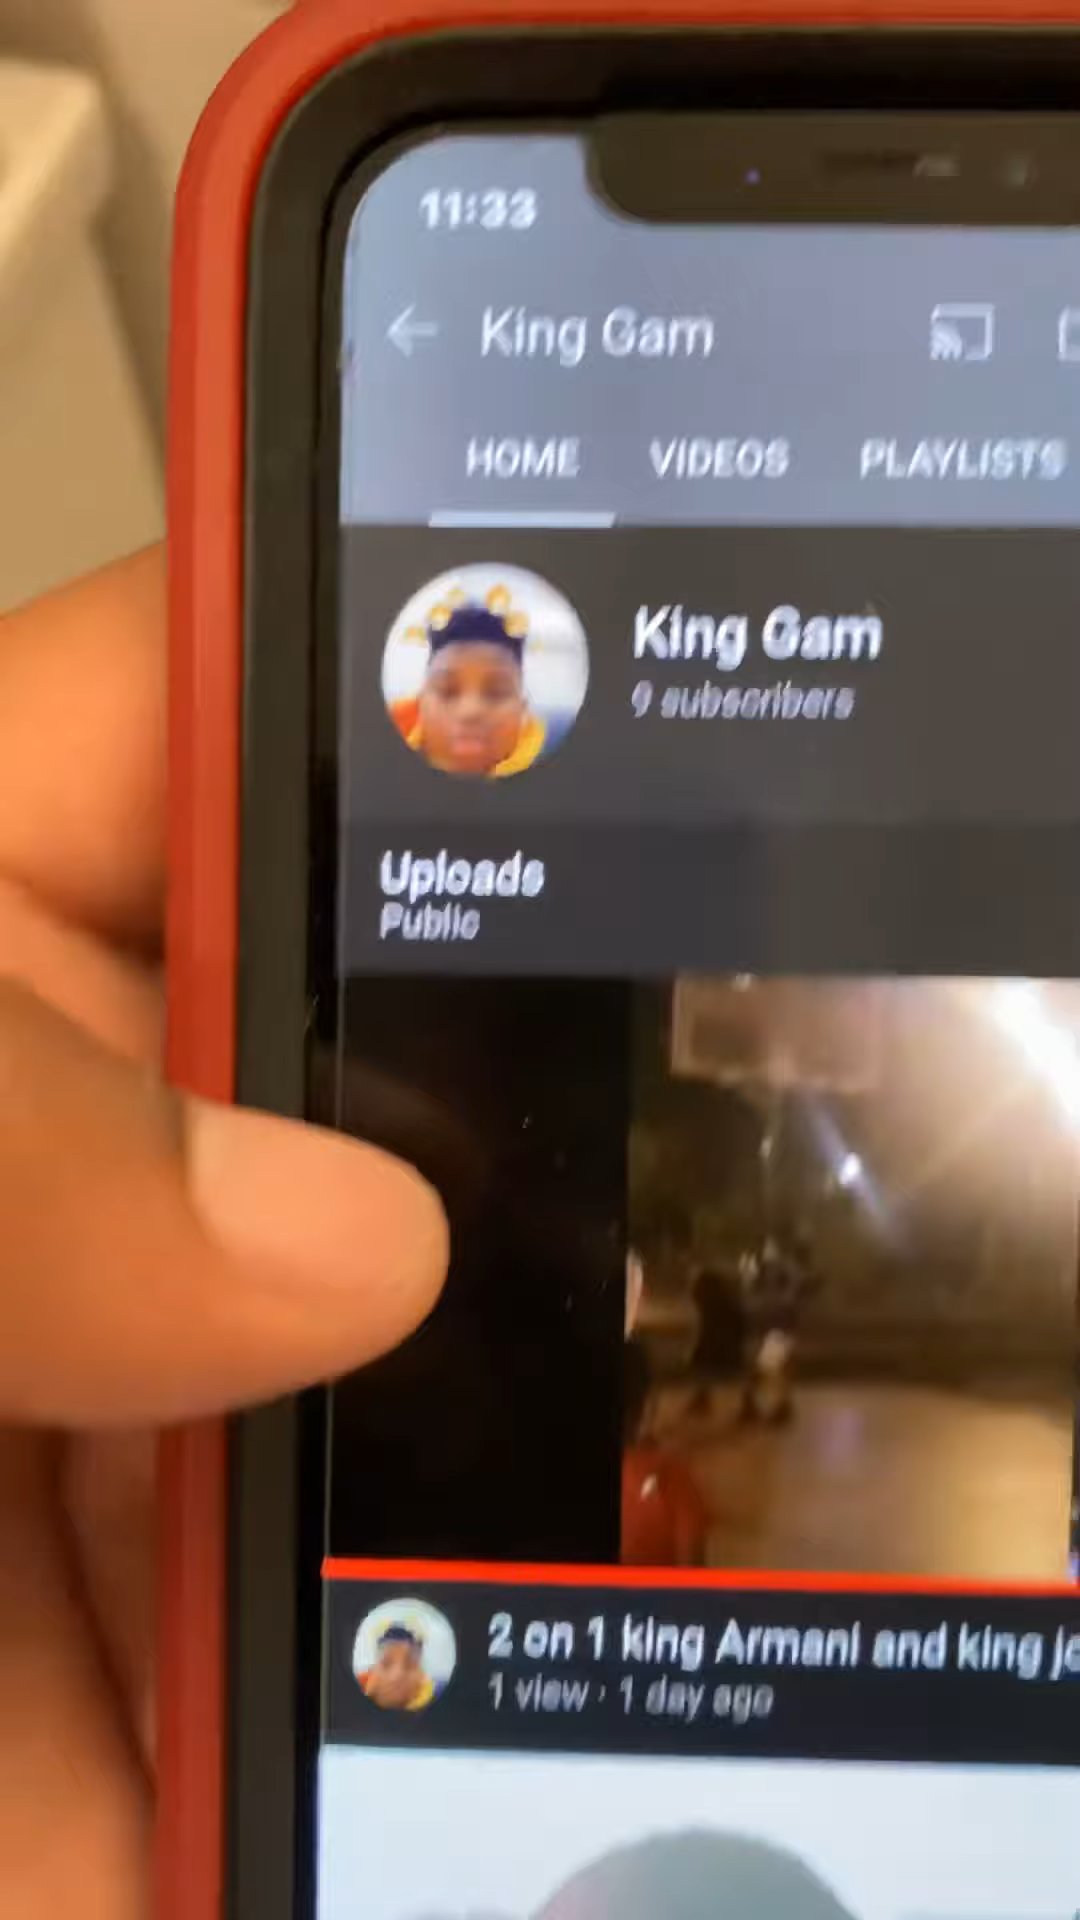 11:33
King Gam
HOME VIDEOS PLAYLISTS
King Gam
9 subscribers
Uploads
Public
2 on 1 king Armani and king jo
1 view · 1 day ago